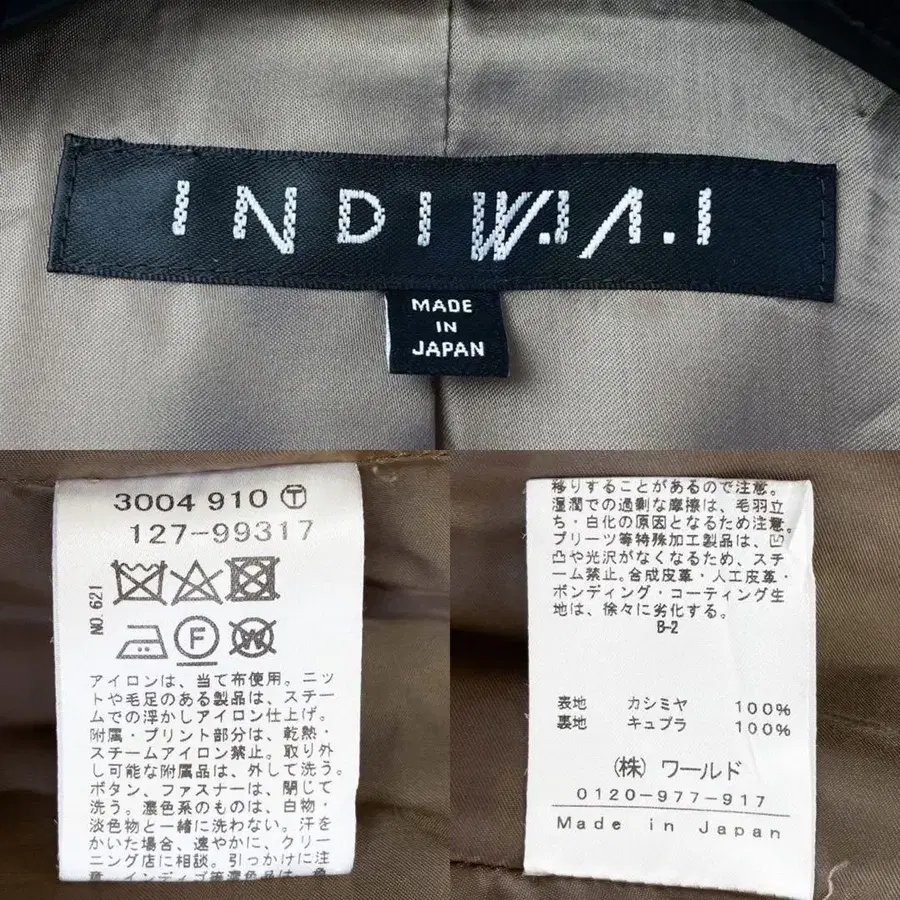 INDIW.I/.I
MADE
IN
JAPAN
3004 910 Ⓣ
127-99317
NO.621
F
W
アイロンは、当て布使用。ニッ
トや毛足のある製品は、スチー
ムでの浮かしアイロン仕上げ。
附属・プリント部分は、乾熱・
スチームアイロン禁止。取り外
し可能な附属品は、外して洗う。
ボタン、ファスナーは、閉じて
洗う。濃色系のものは、白物・
淡色物と一緒に洗わない。汗を
かいた場合、速やかに、クリー
ニング店に相談。引っかけに注
意。インディゴ等濃色品は、色
移りすることがあるので注意。
湿潤での過剰な摩擦は、毛羽立
ち・白化の原因となるため注意。
プリーツ等特殊加工製品は、凹
凸や光沢がなくなるため、スチ
ーム禁止。合成皮革・人工皮革・
ボンディング・コーティング生
地は、徐々に劣化する。
B-2
表地 カシミヤ 100%
裏地 キュプラ 100%
(株) ワールド
0120-977-917
Made in Japan